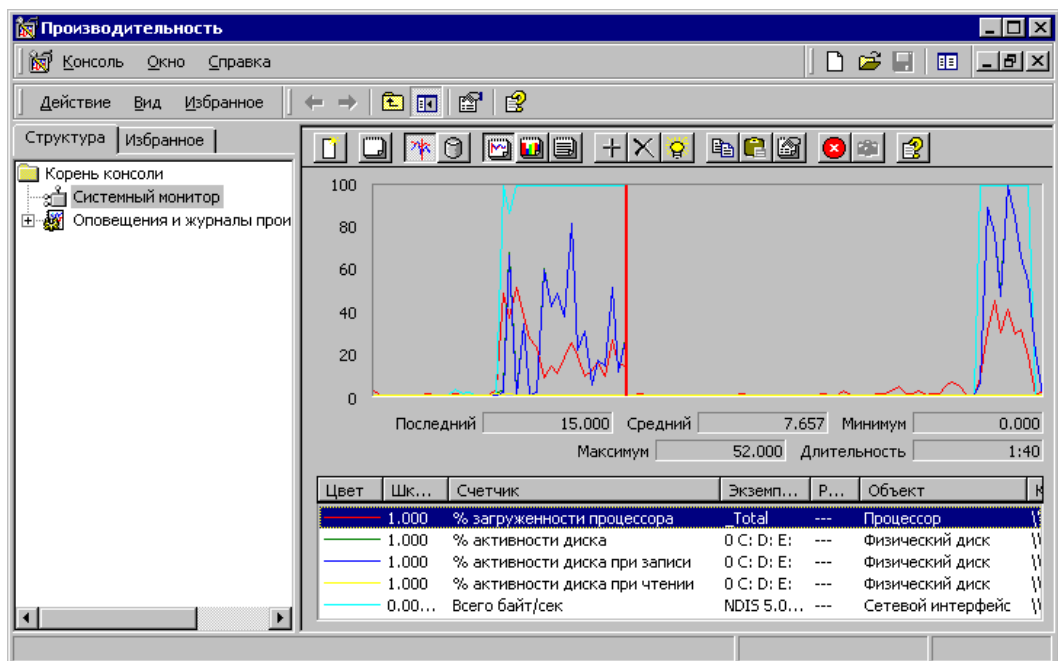 Производительность
Консоль Окно Справка
Действие Вид Избранное
Структура Избранное
Корень консоли
Системный монитор
Оповещения и журналы прои
100
80
60
40
20
0
Последний 15.000 Средний 7.657 Минимум 0.000
Максимум 52.000 Длительность 1:40
Цвет Шк... Счетчик Экземп... Р... Объект К
1.000 % загруженности процессора _Total --- Процессор \\
1.000 % активности диска 0 C: D: E: --- Физический диск \\
1.000 % активности диска при записи 0 C: D: E: --- Физический диск \\
1.000 % активности диска при чтении 0 C: D: E: --- Физический диск \\
0.00... Всего байт/сек NDIS 5.0... --- Сетевой интерфейс \\